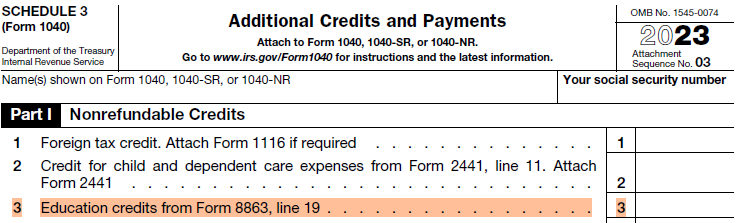 SCHEDULE 3
(Form 1040)
Department of the Treasury
Internal Revenue Service
Additional Credits and Payments
Attach to Form 1040, 1040-SR, or 1040-NR.
Go to www.irs.gov/Form1040 for instructions and the latest information.
OMB No. 1545-0074
2023
Attachment
Sequence No. 03
Name(s) shown on Form 1040, 1040-SR, or 1040-NR
Your social security number
Part I Nonrefundable Credits
1 Foreign tax credit. Attach Form 1116 if required . . . . . . . . . . . . . . 1
2 Credit for child and dependent care expenses from Form 2441, line 11. Attach
Form 2441 . . . . . . . . . . . . . . . . . . . . . . . . . . 2
3 Education credits from Form 8863, line 19 . . . . . . . . . . . . . . . . 3